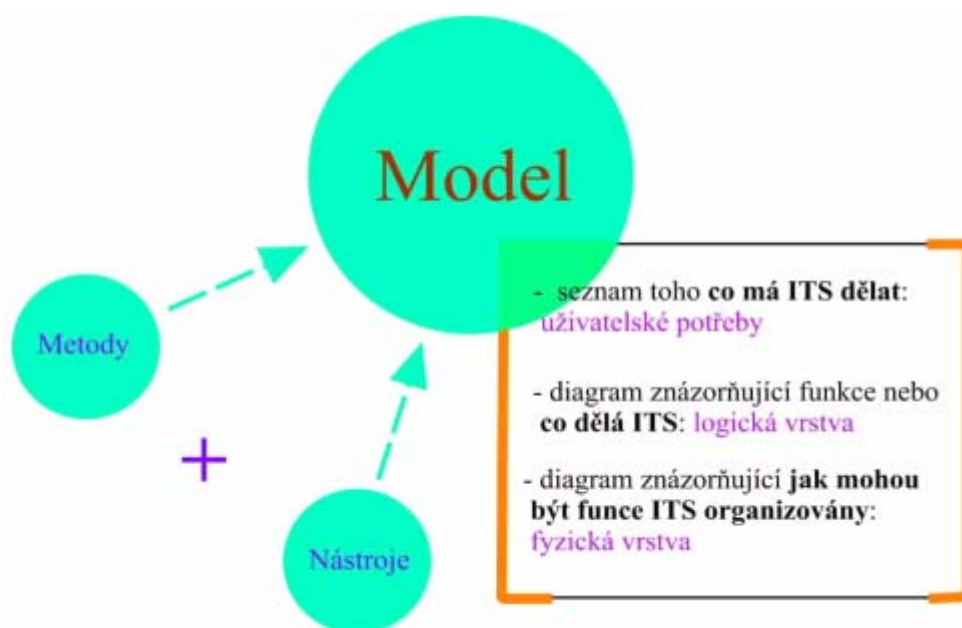 Model
Metody
+
Nástroje
- seznam toho co má ITS dělat:
uživatelské potřeby
- diagram znázorňující funkce nebo
co dělá ITS: logická vrstva
- diagram znázorňující jak mohou
být funce ITS organizovány:
fyzická vrstva